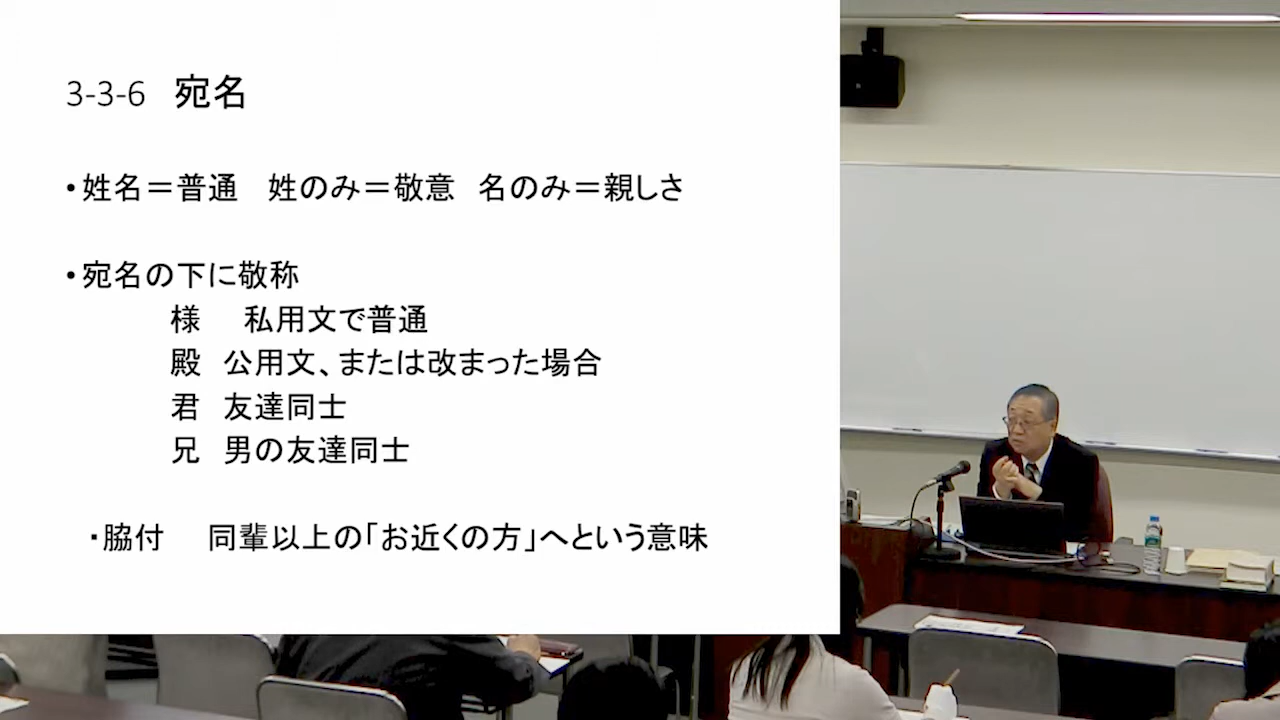 3-3-6 宛名
•姓名＝普通 姓のみ＝敬意 名のみ＝親しさ
•宛名の下に敬称
様 私用文で普通
殿 公用文、または改まった場合
君 友達同士
兄 男の友達同士
・脇付 同輩以上の「お近くの方」へという意味